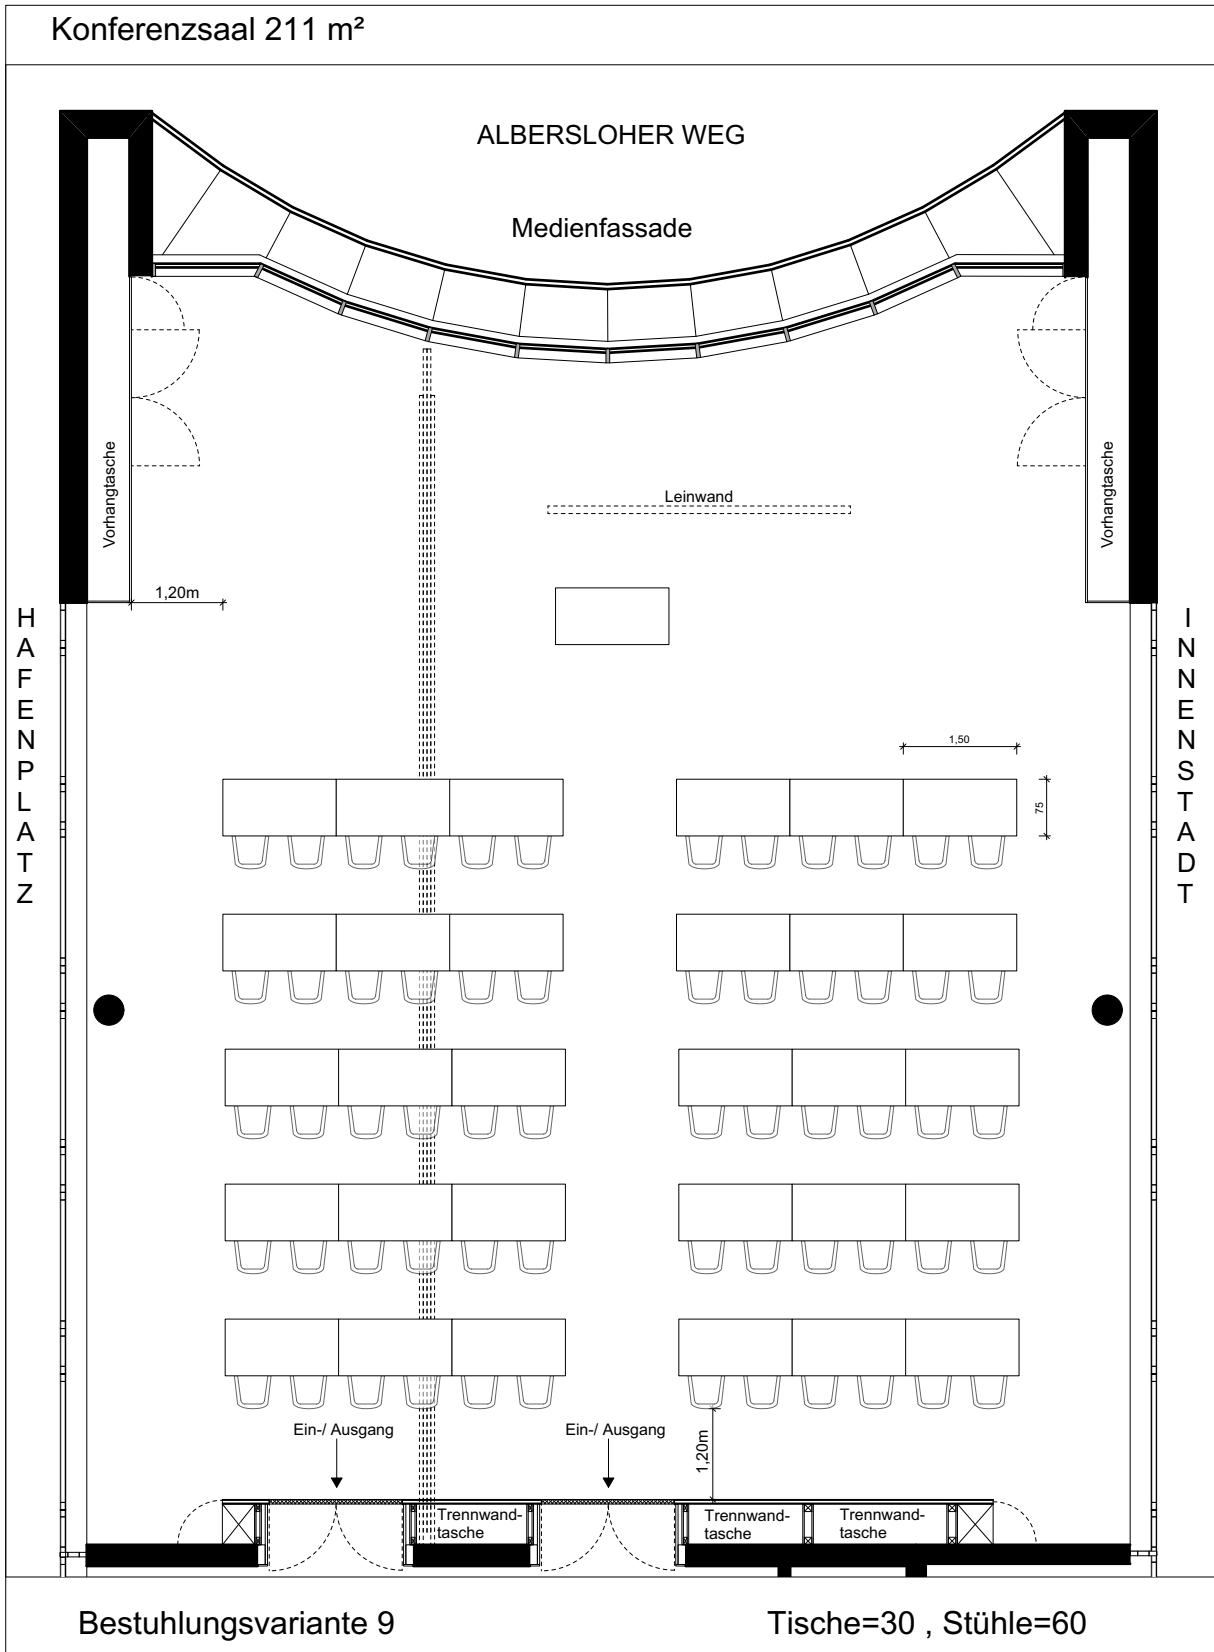 Konferenzsaal 211 m²
ALBERSLOHER WEG
Medienfassade
Vorhangtasche
Leinwand
Vorhangtasche
1,20m
HAFENPLATZ
INNENSTADT
1,50
75
Ein-/ Ausgang
Ein-/ Ausgang
1,20m
Trennwand-
tasche
Trennwand-
tasche
Trennwand-
tasche
Bestuhlungsvariante 9
Tische=30 , Stühle=60